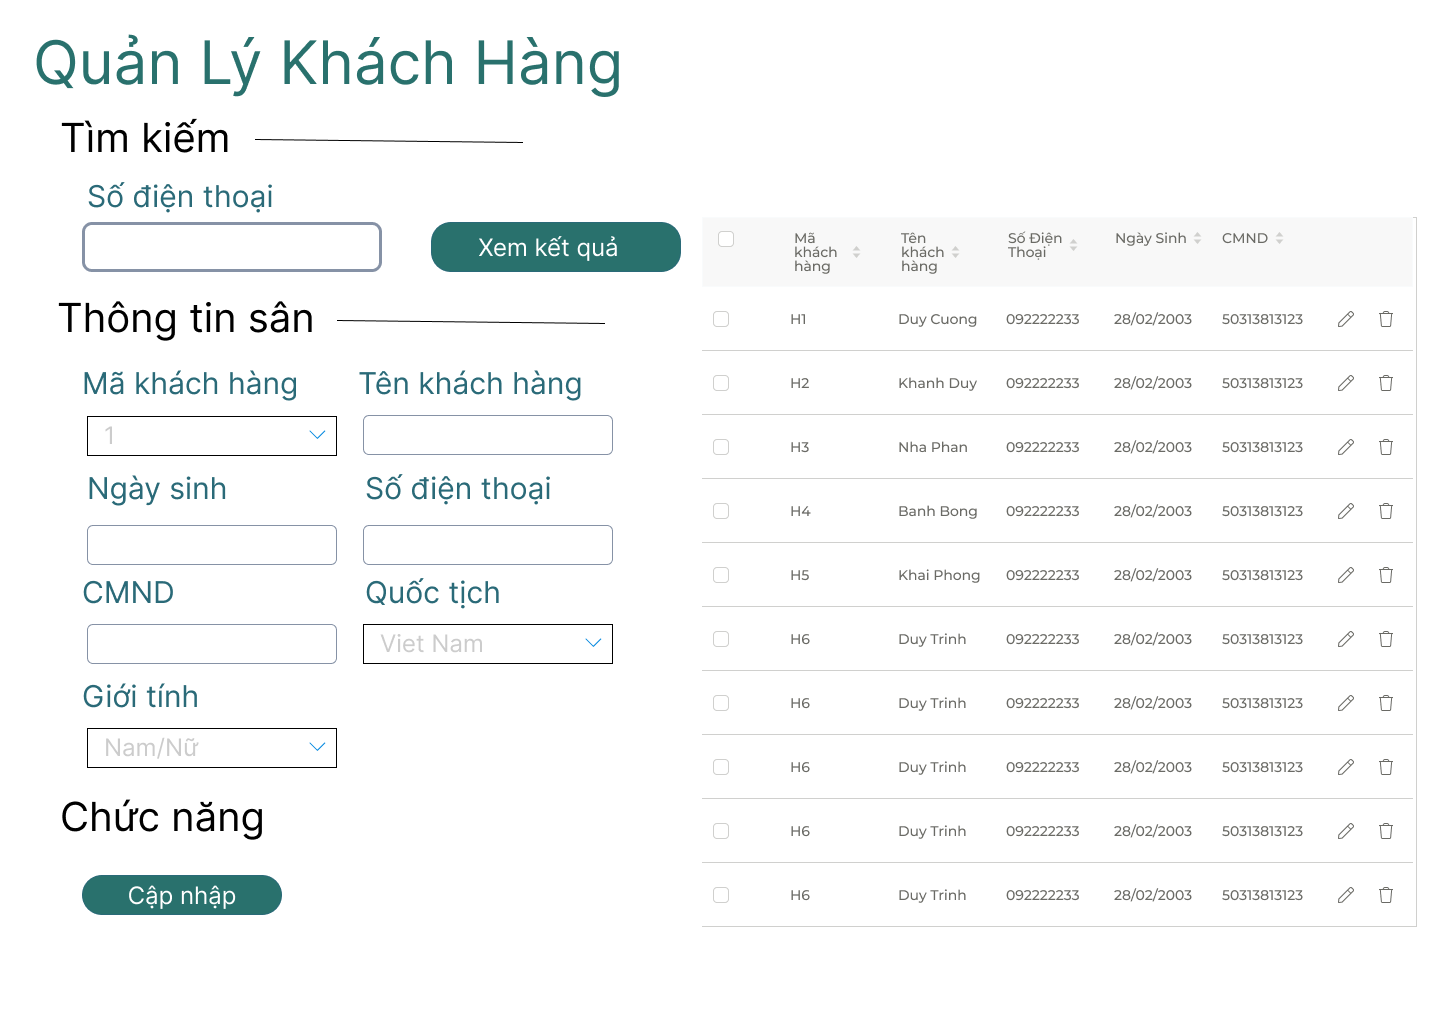 Quản Lý Khách Hàng
Tìm kiếm
Số điện thoại
Xem kết quả
Thông tin sân
Mã khách hàng Tên khách hàng
1
Ngày sinh Số điện thoại
CMND Quốc tịch
Viet Nam
Giới tính
Nam/Nữ
Chức năng
Cập nhập
Mã khách hàng Tên khách hàng Số Điện Thoại Ngày Sinh CMND
H1 Duy Cuong 092222233 28/02/2003 50313813123
H2 Khanh Duy 092222233 28/02/2003 50313813123
H3 Nha Phan 092222233 28/02/2003 50313813123
H4 Banh Bong 092222233 28/02/2003 50313813123
H5 Khai Phong 092222233 28/02/2003 50313813123
H6 Duy Trinh 092222233 28/02/2003 50313813123
H6 Duy Trinh 092222233 28/02/2003 50313813123
H6 Duy Trinh 092222233 28/02/2003 50313813123
H6 Duy Trinh 092222233 28/02/2003 50313813123
H6 Duy Trinh 092222233 28/02/2003 50313813123